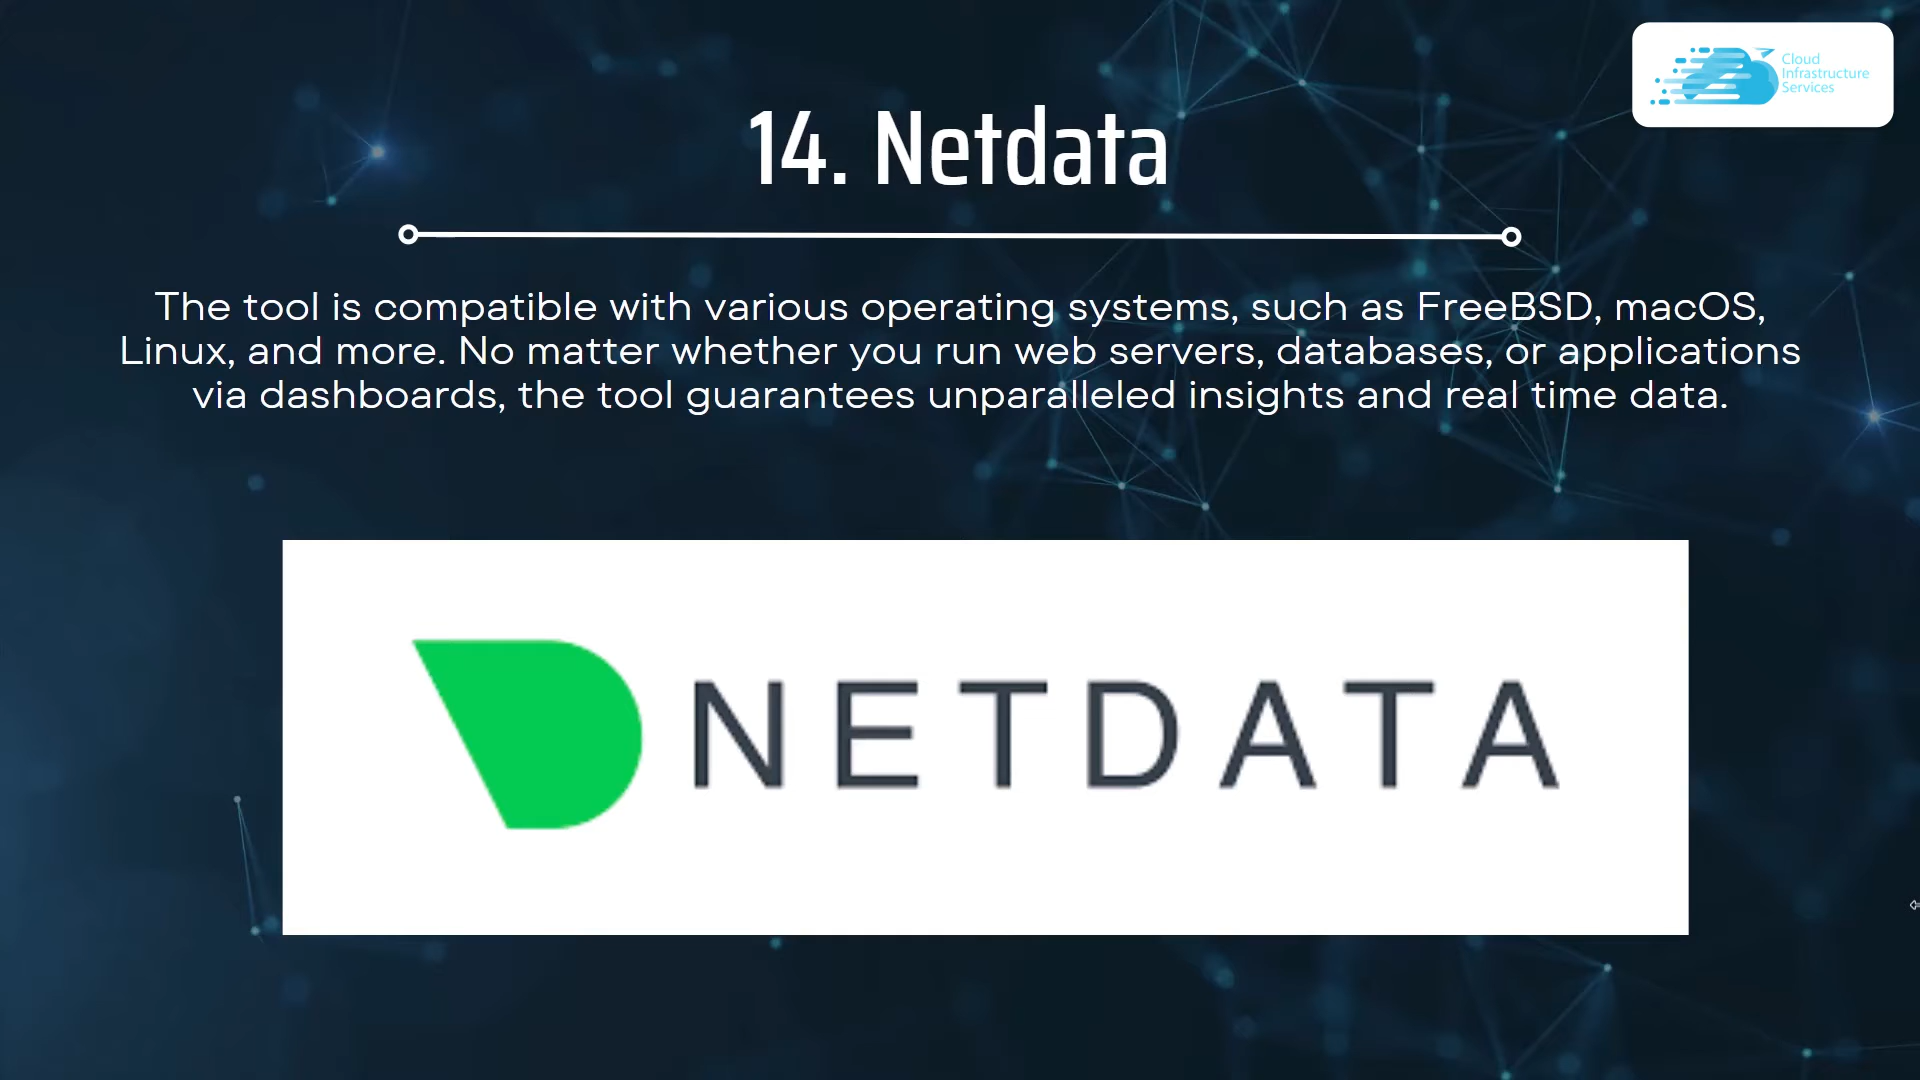 Cloud
Infrastructure
Services
14. Netdata
The tool is compatible with various operating systems, such as FreeBSD, macOS,
Linux, and more. No matter whether you run web servers, databases, or applications
via dashboards, the tool guarantees unparalleled insights and real time data.
NETDATA